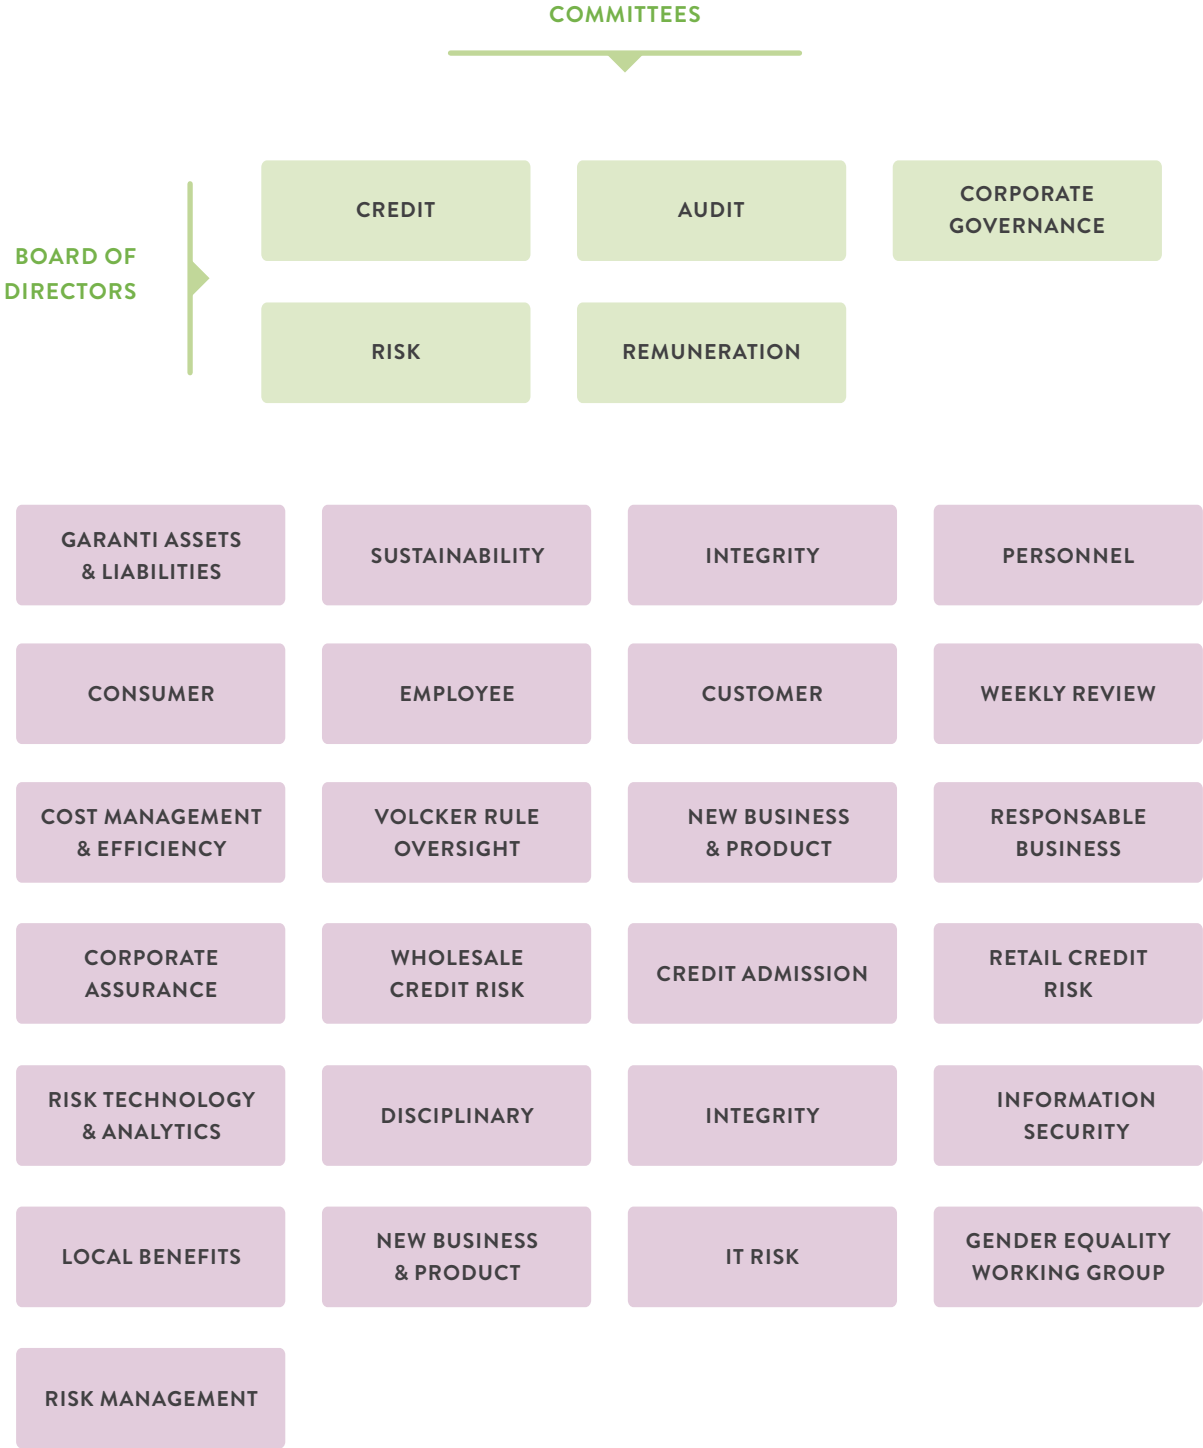 COMMITTEES
BOARD OF
DIRECTORS
CREDIT
AUDIT
CORPORATE
GOVERNANCE
RISK
REMUNERATION
GARANTI ASSETS
& LIABILITIES
SUSTAINABILITY
INTEGRITY
PERSONNEL
CONSUMER
EMPLOYEE
CUSTOMER
WEEKLY REVIEW
COST MANAGEMENT
& EFFICIENCY
VOLCKER RULE
OVERSIGHT
NEW BUSINESS
& PRODUCT
RESPONSABLE
BUSINESS
CORPORATE
ASSURANCE
WHOLESALE
CREDIT RISK
CREDIT ADMISSION
RETAIL CREDIT
RISK
RISK TECHNOLOGY
& ANALYTICS
DISCIPLINARY
INTEGRITY
INFORMATION
SECURITY
LOCAL BENEFITS
NEW BUSINESS
& PRODUCT
IT RISK
GENDER EQUALITY
WORKING GROUP
RISK MANAGEMENT